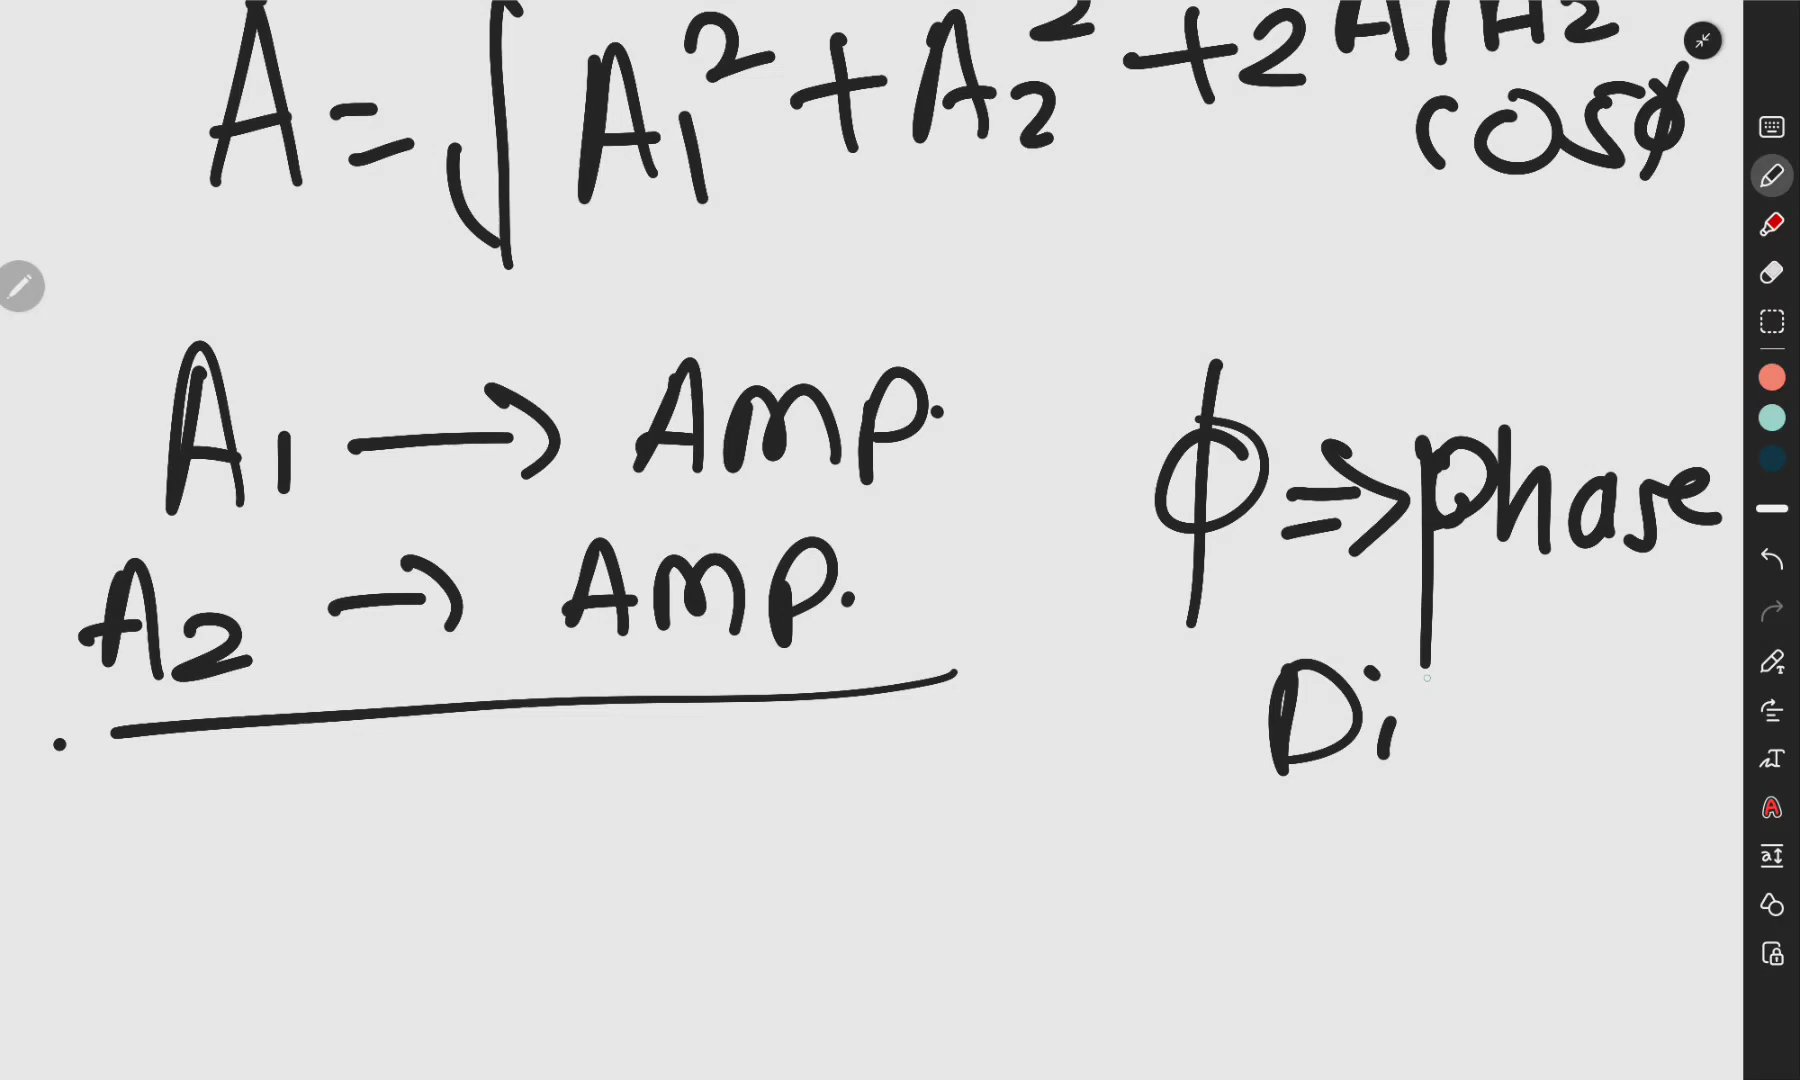 A = √A₁² + A₂² + 2A₁A₂ cosϕ
A₁ → Amp.
A₂ → Amp.
ϕ ⇒ phase
Di